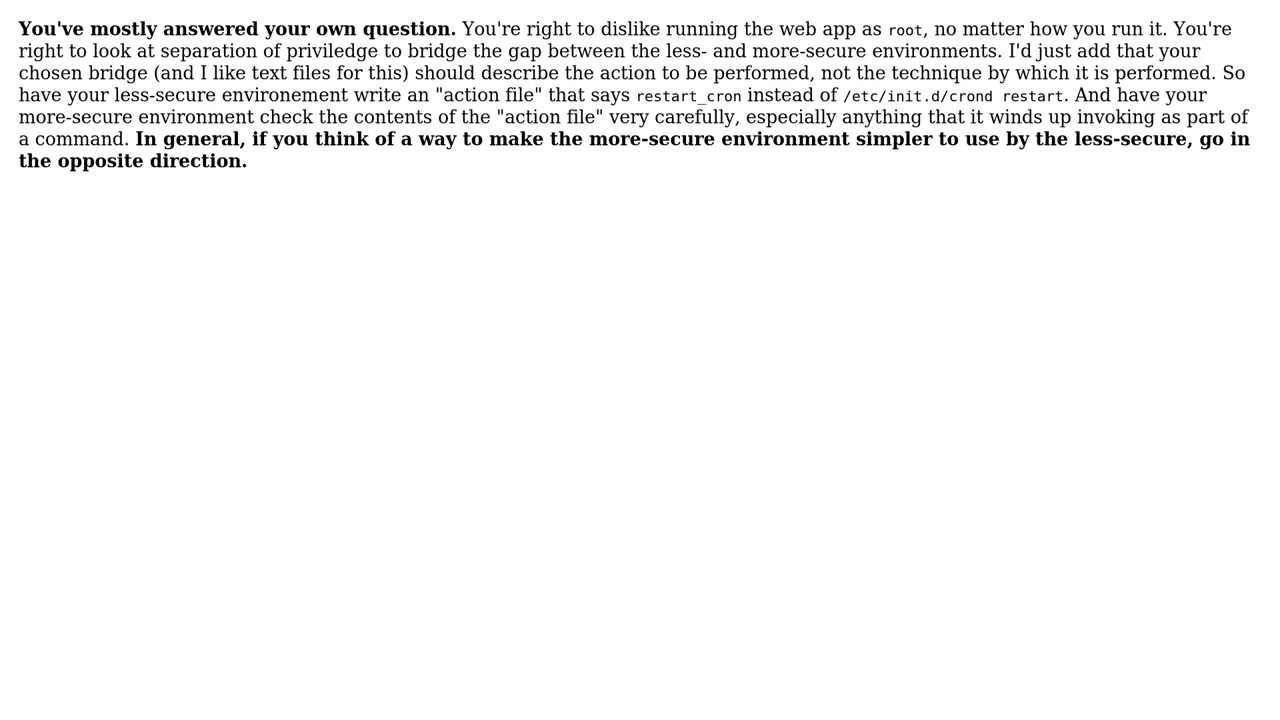 You've mostly answered your own question. You're right to dislike running the web app as root, no matter how you run it. You're
right to look at separation of priviledge to bridge the gap between the less- and more-secure environments. I'd just add that your
chosen bridge (and I like text files for this) should describe the action to be performed, not the technique by which it is performed. So
have your less-secure environement write an "action file" that says restart_cron instead of /etc/init.d/crond restart. And have your
more-secure environment check the contents of the "action file" very carefully, especially anything that it winds up invoking as part of
a command. In general, if you think of a way to make the more-secure environment simpler to use by the less-secure, go in
the opposite direction.